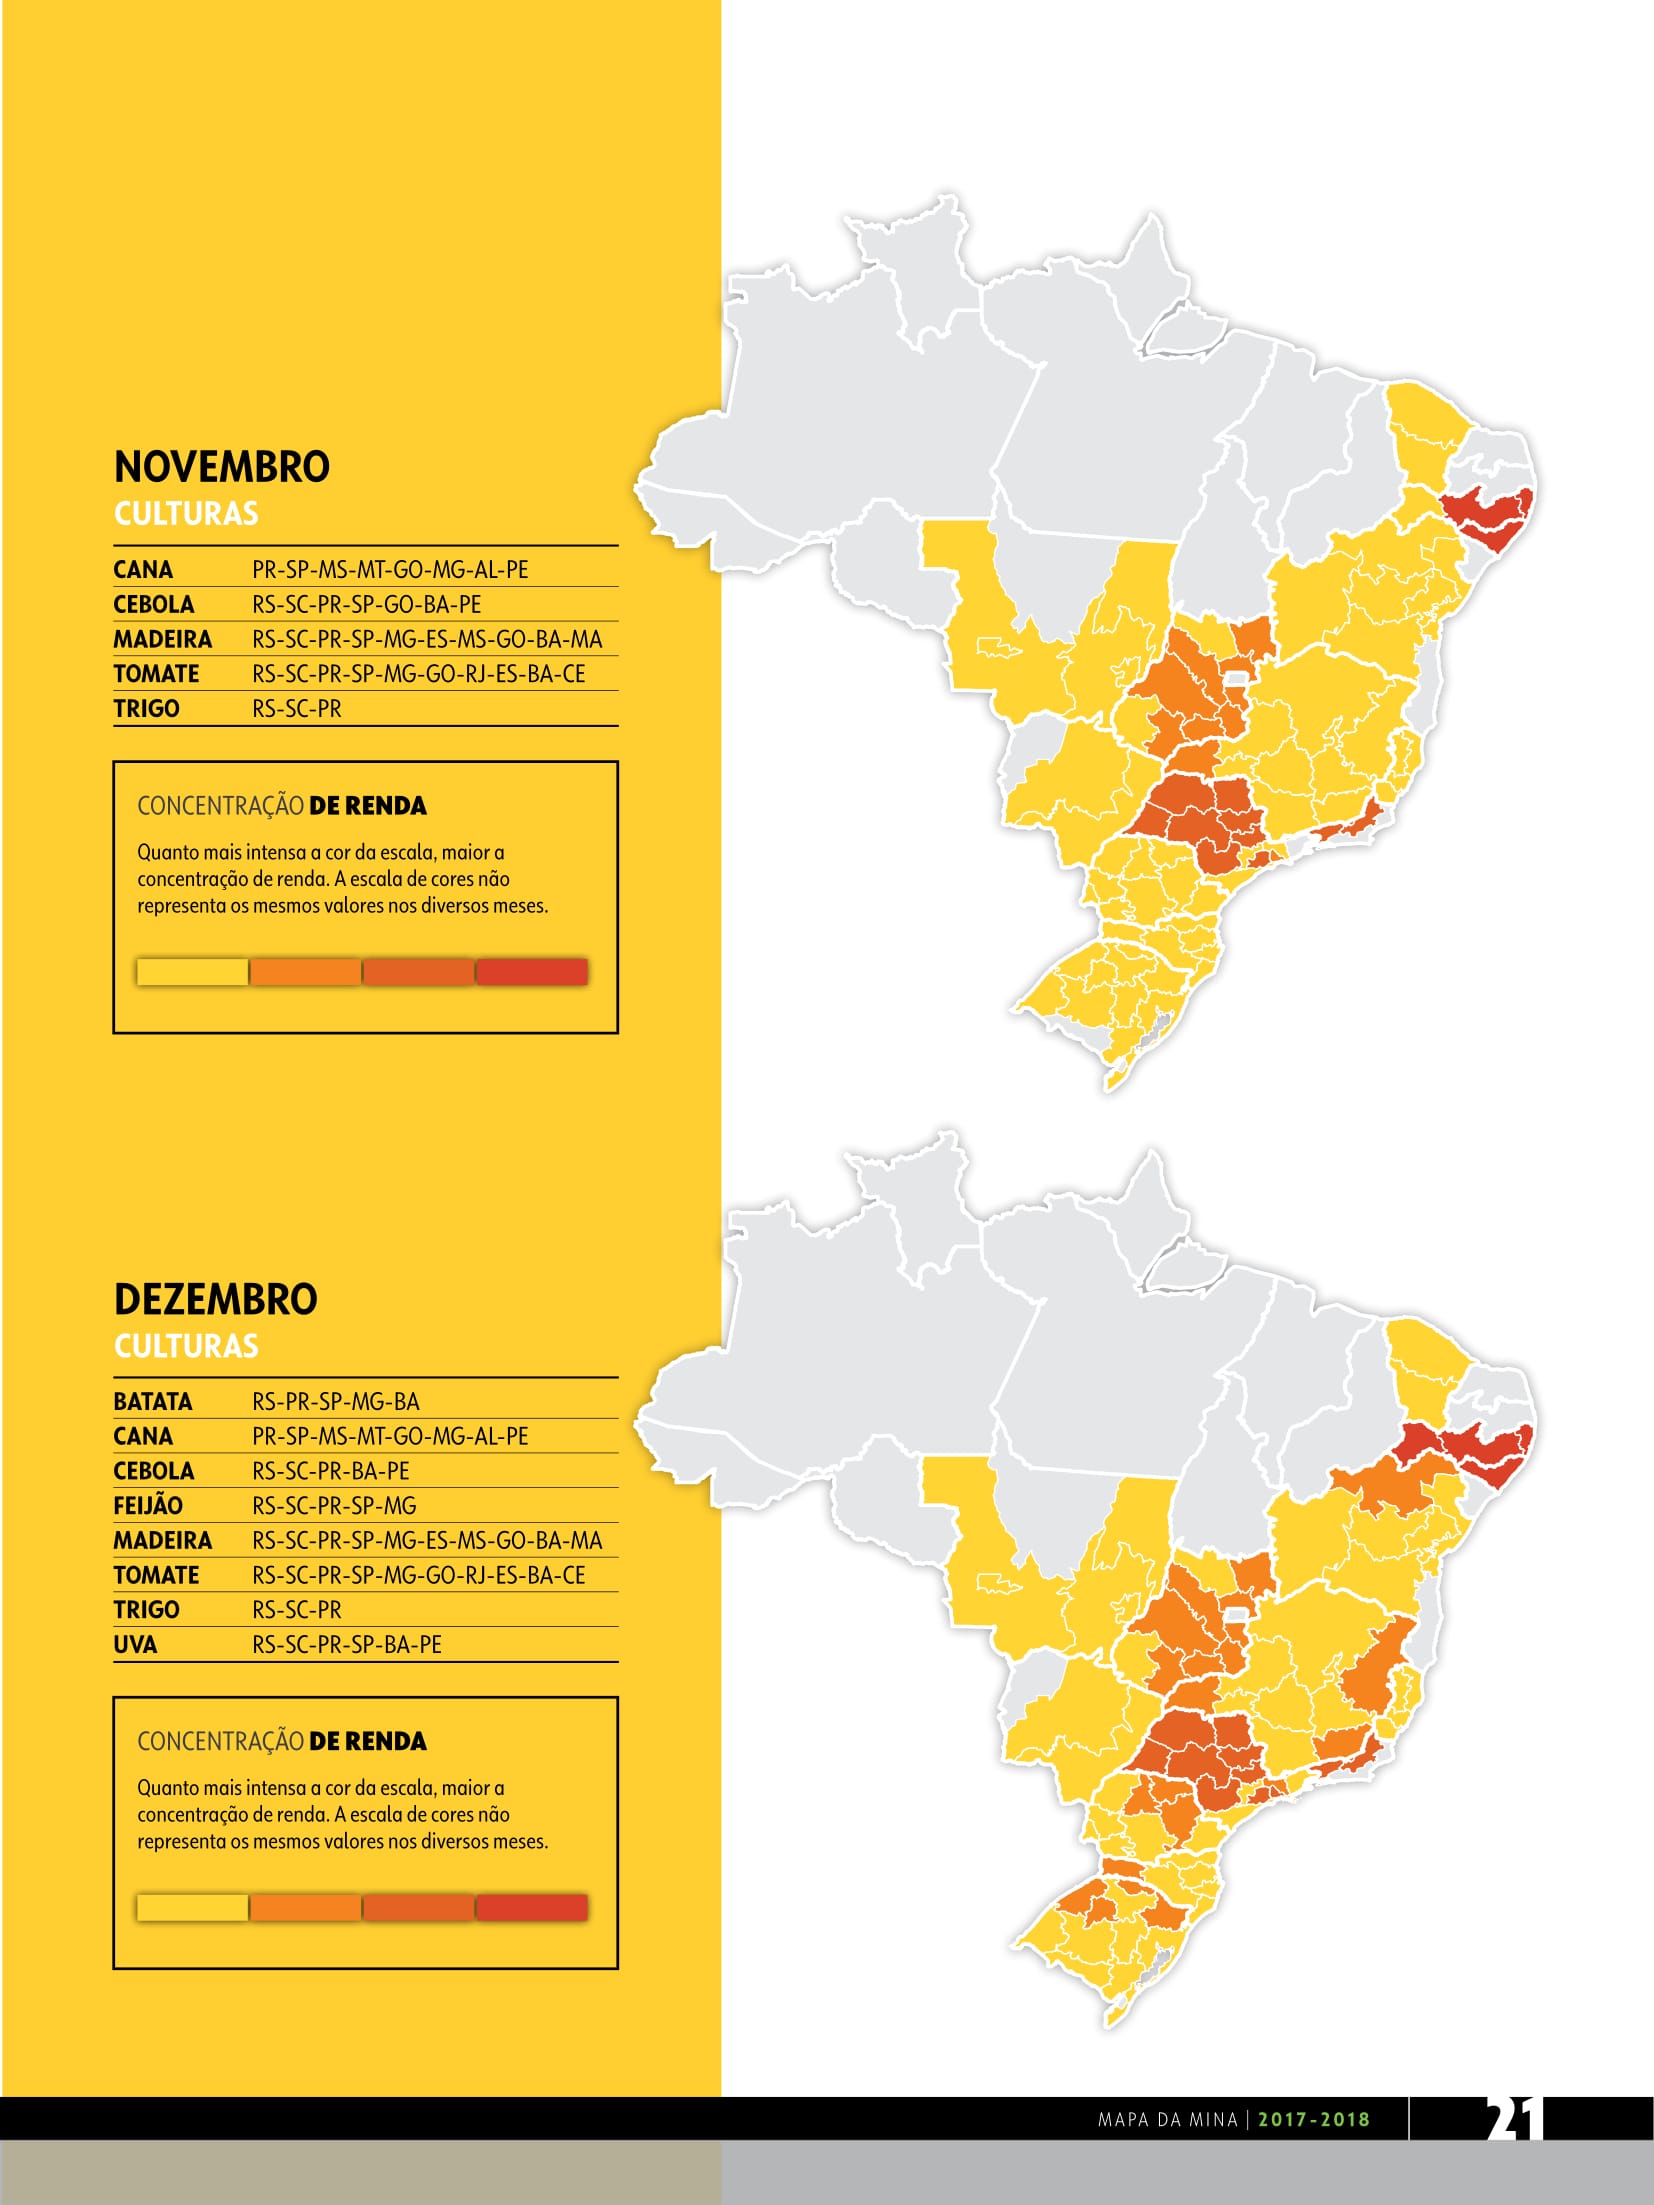 NOVEMBRO
CULTURAS
CANA PR-SP-MS-MT-GO-MG-AL-PE
CEBOLA RS-SC-PR-SP-GO-BA-PE
MADEIRA RS-SC-PR-SP-MG-ES-MS-GO-BA-MA
TOMATE RS-SC-PR-SP-MG-GO-RJ-ES-BA-CE
TRIGO RS-SC-PR
CONCENTRAÇÃO DE RENDA
Quanto mais intensa a cor da escala, maior a
concentração de renda. A escala de cores não
representa os mesmos valores nos diversos meses.
DEZEMBRO
CULTURAS
BATATA RS-PR-SP-MG-BA
CANA PR-SP-MS-MT-GO-MG-AL-PE
CEBOLA RS-SC-PR-BA-PE
FEIJÃO RS-SC-PR-SP-MG
MADEIRA RS-SC-PR-SP-MG-ES-MS-GO-BA-MA
TOMATE RS-SC-PR-SP-MG-GO-RJ-ES-BA-CE
TRIGO RS-SC-PR
UVA RS-SC-PR-SP-BA-PE
CONCENTRAÇÃO DE RENDA
Quanto mais intensa a cor da escala, maior a
concentração de renda. A escala de cores não
representa os mesmos valores nos diversos meses.
MAPA DA MINA | 2017-2018 21